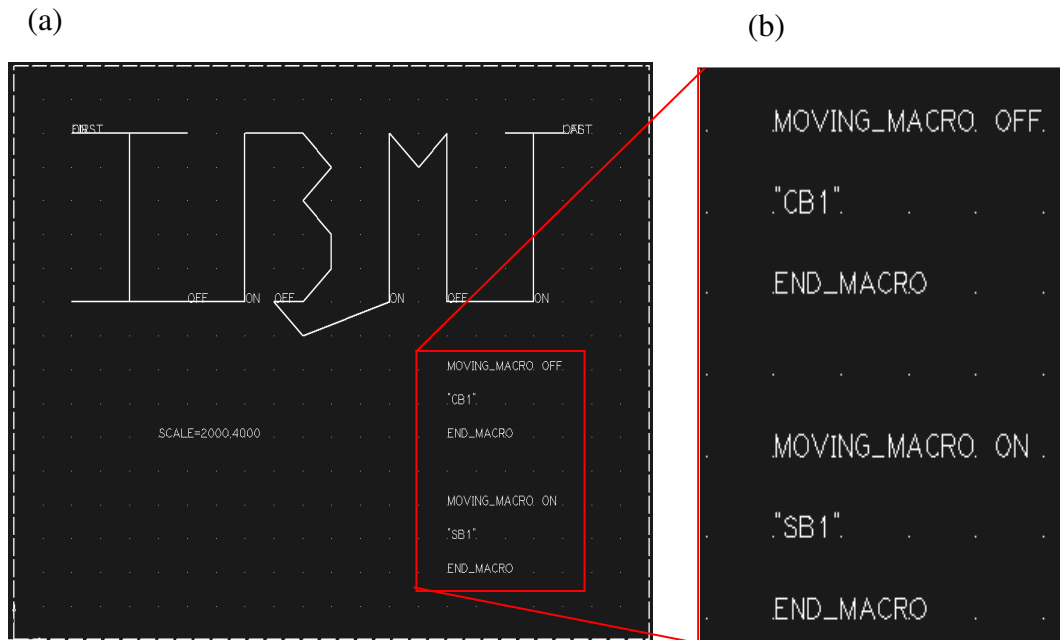 (a)
(b)
FIRST
LAST
OFF
ON
OFF
ON
OFF
ON
MOVING_MACRO OFF
"CB1"
END_MACRO
SCALE=2000,4000
MOVING_MACRO ON
"SB1"
END_MACRO
MOVING_MACRO OFF
"CB1"
END_MACRO
MOVING_MACRO ON
"SB1"
END_MACRO